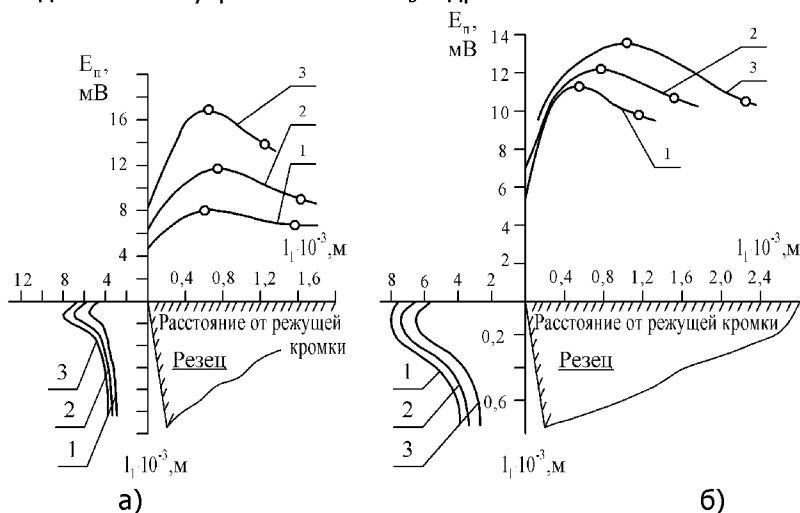 Eп,
мВ
16
12
8
4
3
2
1
l₁·10⁻³,м
12 8 4
0,4 0,8 1,2 1,6
Расстояние от режущей
кромки
Резец
3
2
1
l₁·10⁻³,м
а)
Eп,
мВ
14
12
10
8
6
4
2
2
3
1
l₁·10⁻³,м
8 6 4 2
0,4 0,8 1,2 1,6 2,0 2,4
Расстояние от режущей кромки
0,2
Резец
0,6
1
2
3
l₁·10⁻³,м
б)